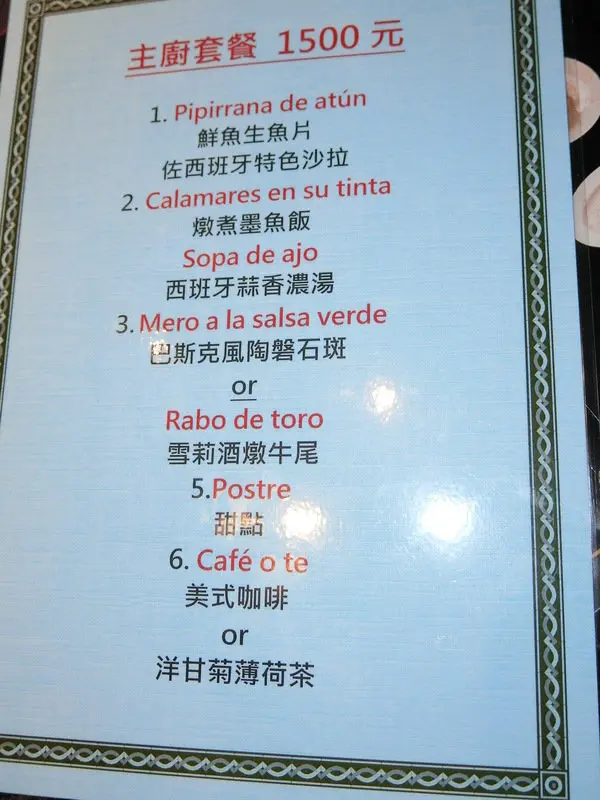 主廚套餐 1500 元
1. Pipirrana de atún
鮮魚生魚片
佐西班牙特色沙拉
2. Calamares en su tinta
燉煮墨魚飯
Sopa de ajo
西班牙蒜香濃湯
3. Mero a la salsa verde
巴斯克風陶磐石斑
or
Rabo de toro
雪莉酒燉牛尾
5.Postre
甜點
6. Café o te
美式咖啡
or
洋甘菊薄荷茶